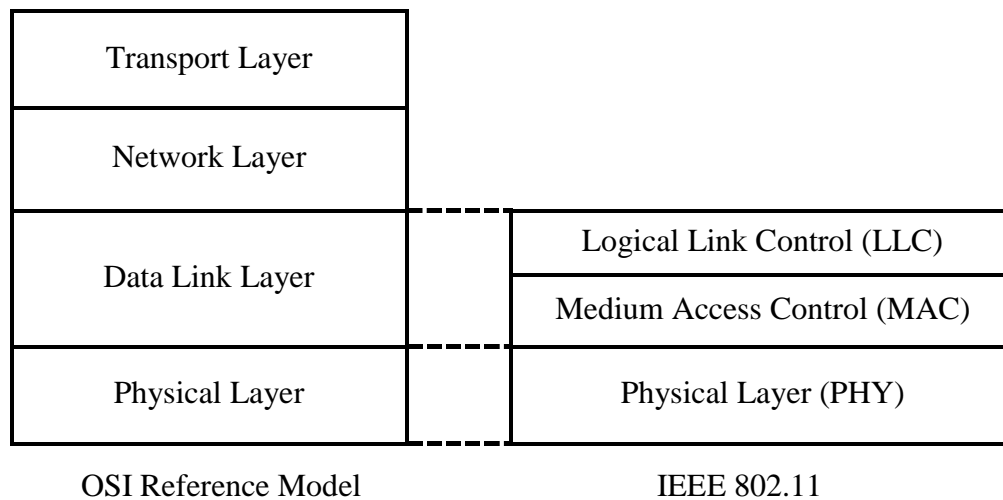 Transport Layer
Network Layer
Data Link Layer
Physical Layer
Logical Link Control (LLC)
Medium Access Control (MAC)
Physical Layer (PHY)
OSI Reference Model
IEEE 802.11